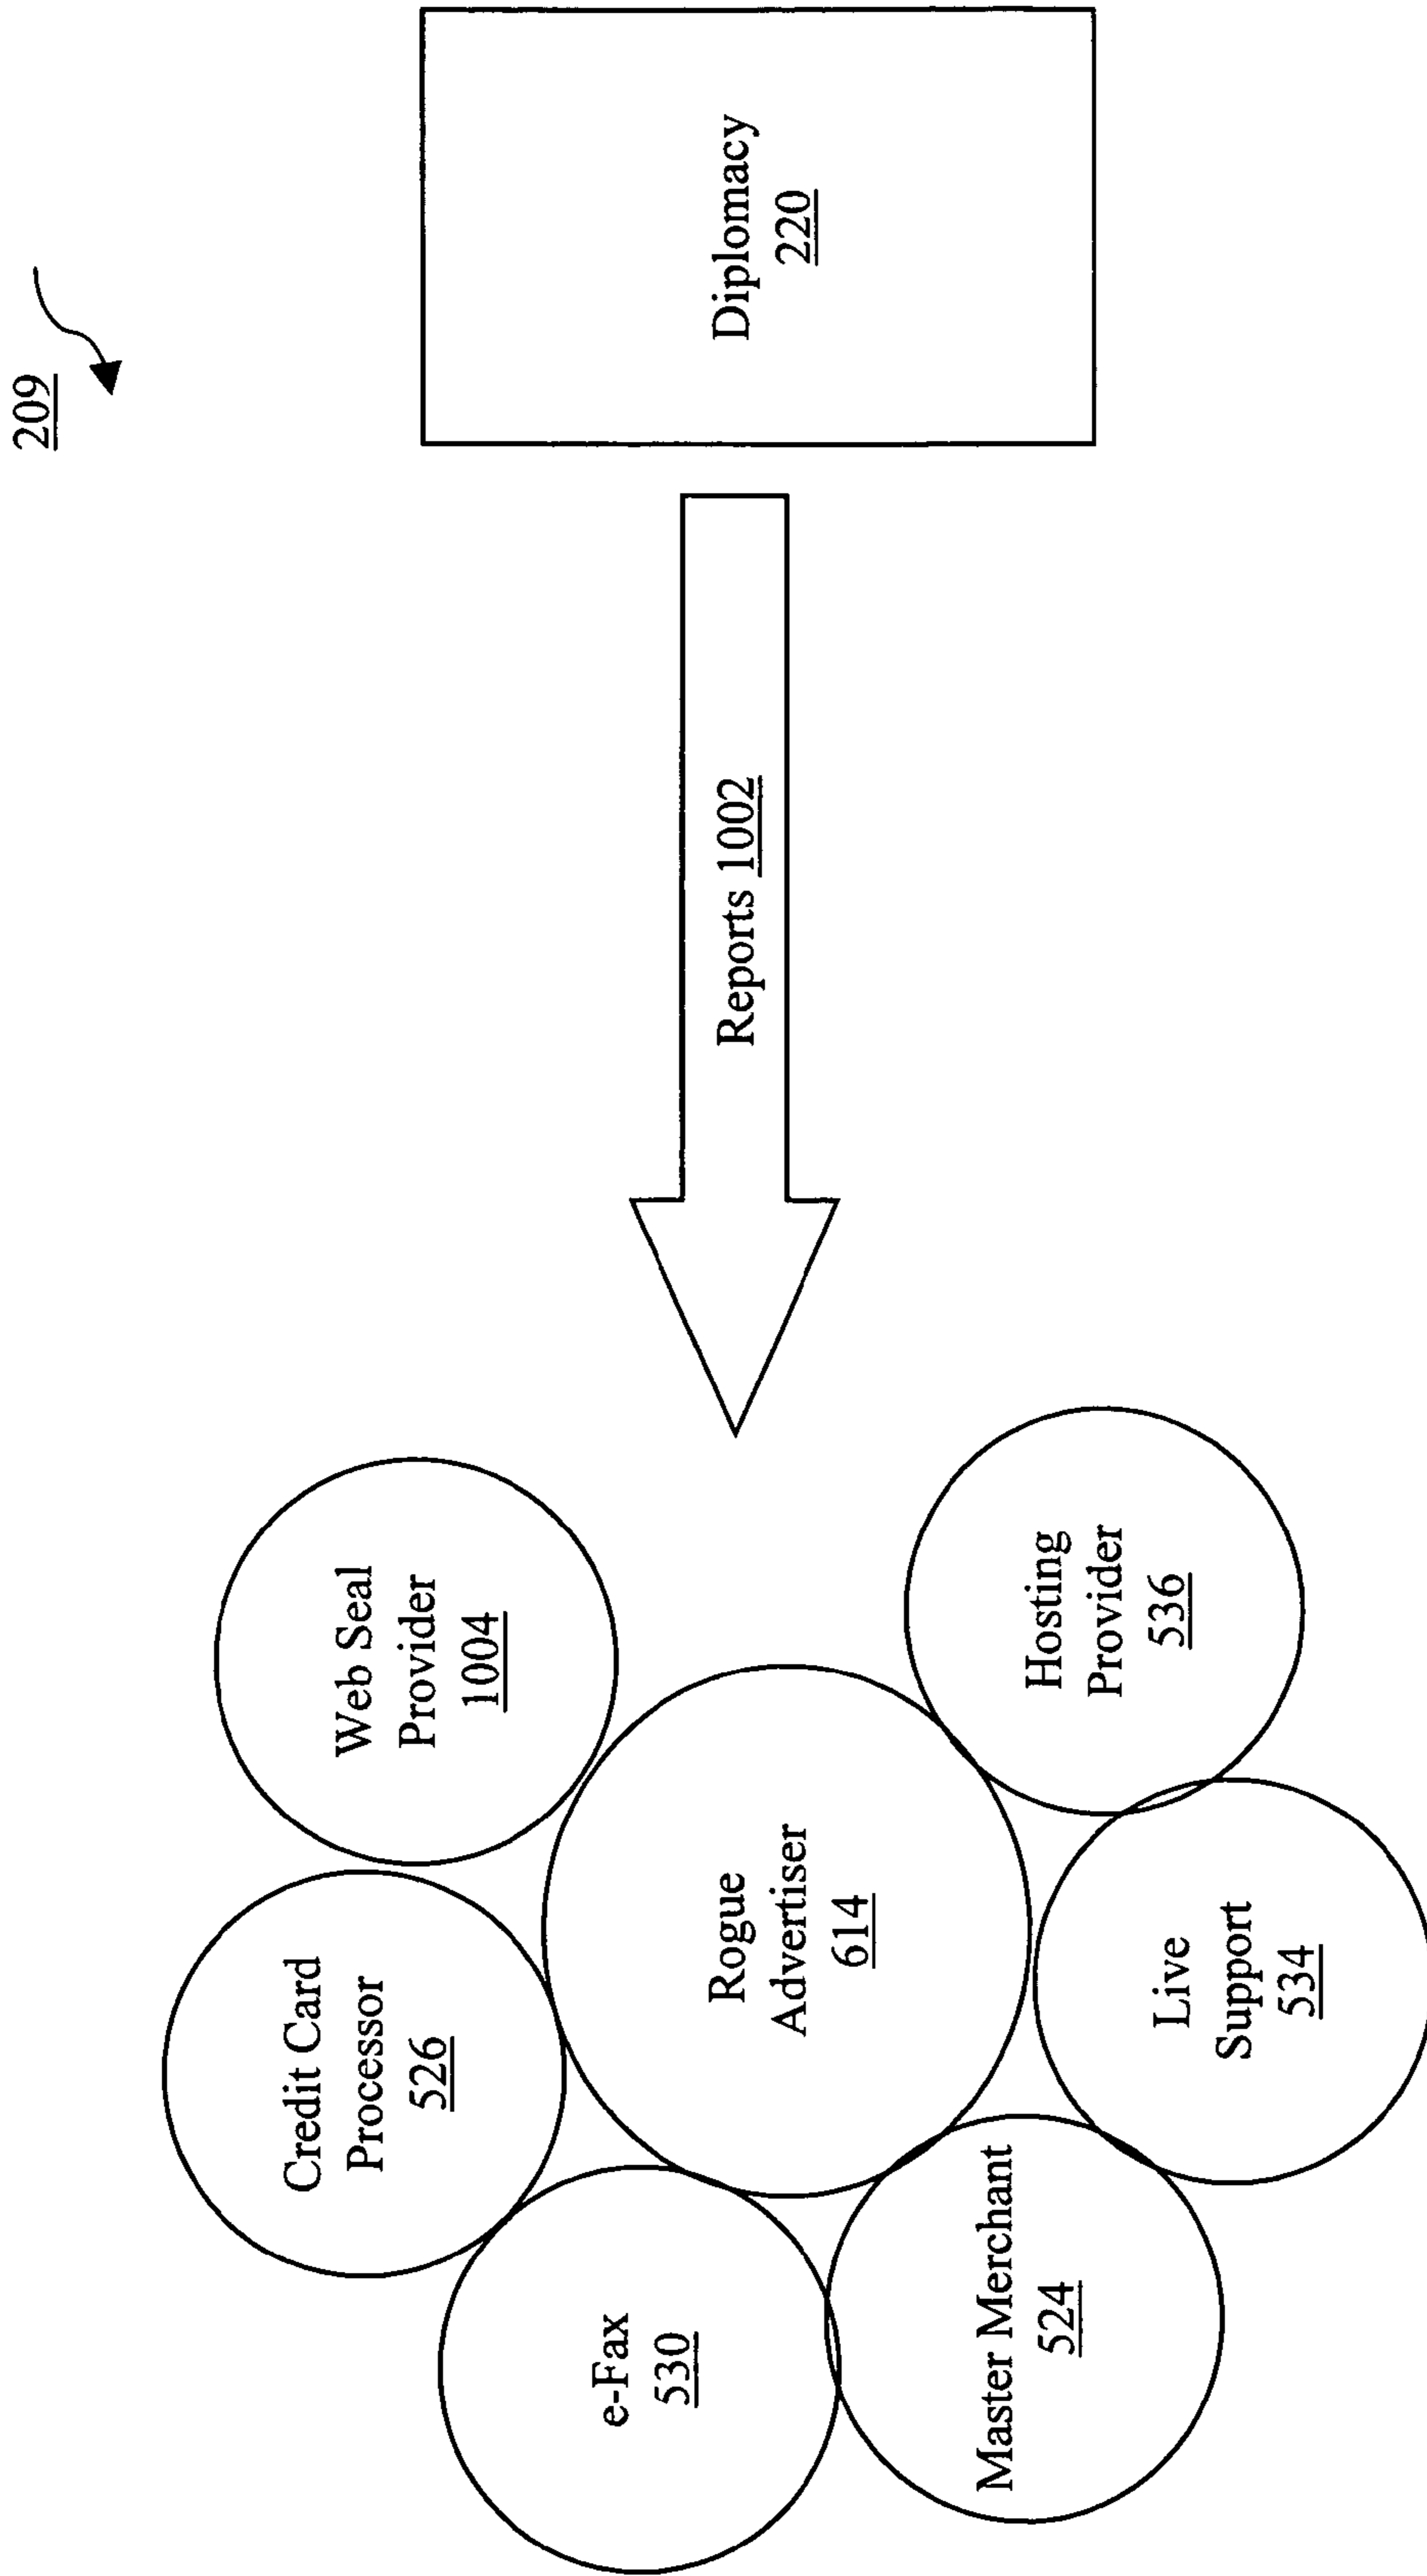 209
Diplomacy
220
Reports 1002
Web Seal
Provider
1004
Credit Card
Processor
526
e-Fax
530
Rogue
Advertiser
614
Master Merchant
524
Live
Support
534
Hosting
Provider
536